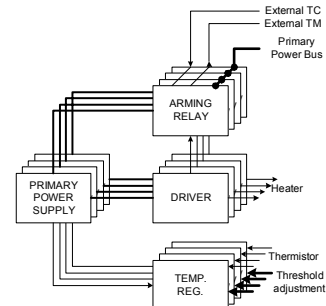 External TC
External TM
Primary
Power Bus
ARMING
RELAY
PRIMARY
POWER
SUPPLY
DRIVER
Heater
Thermistor
Threshold
adjustment
TEMP.
REG.